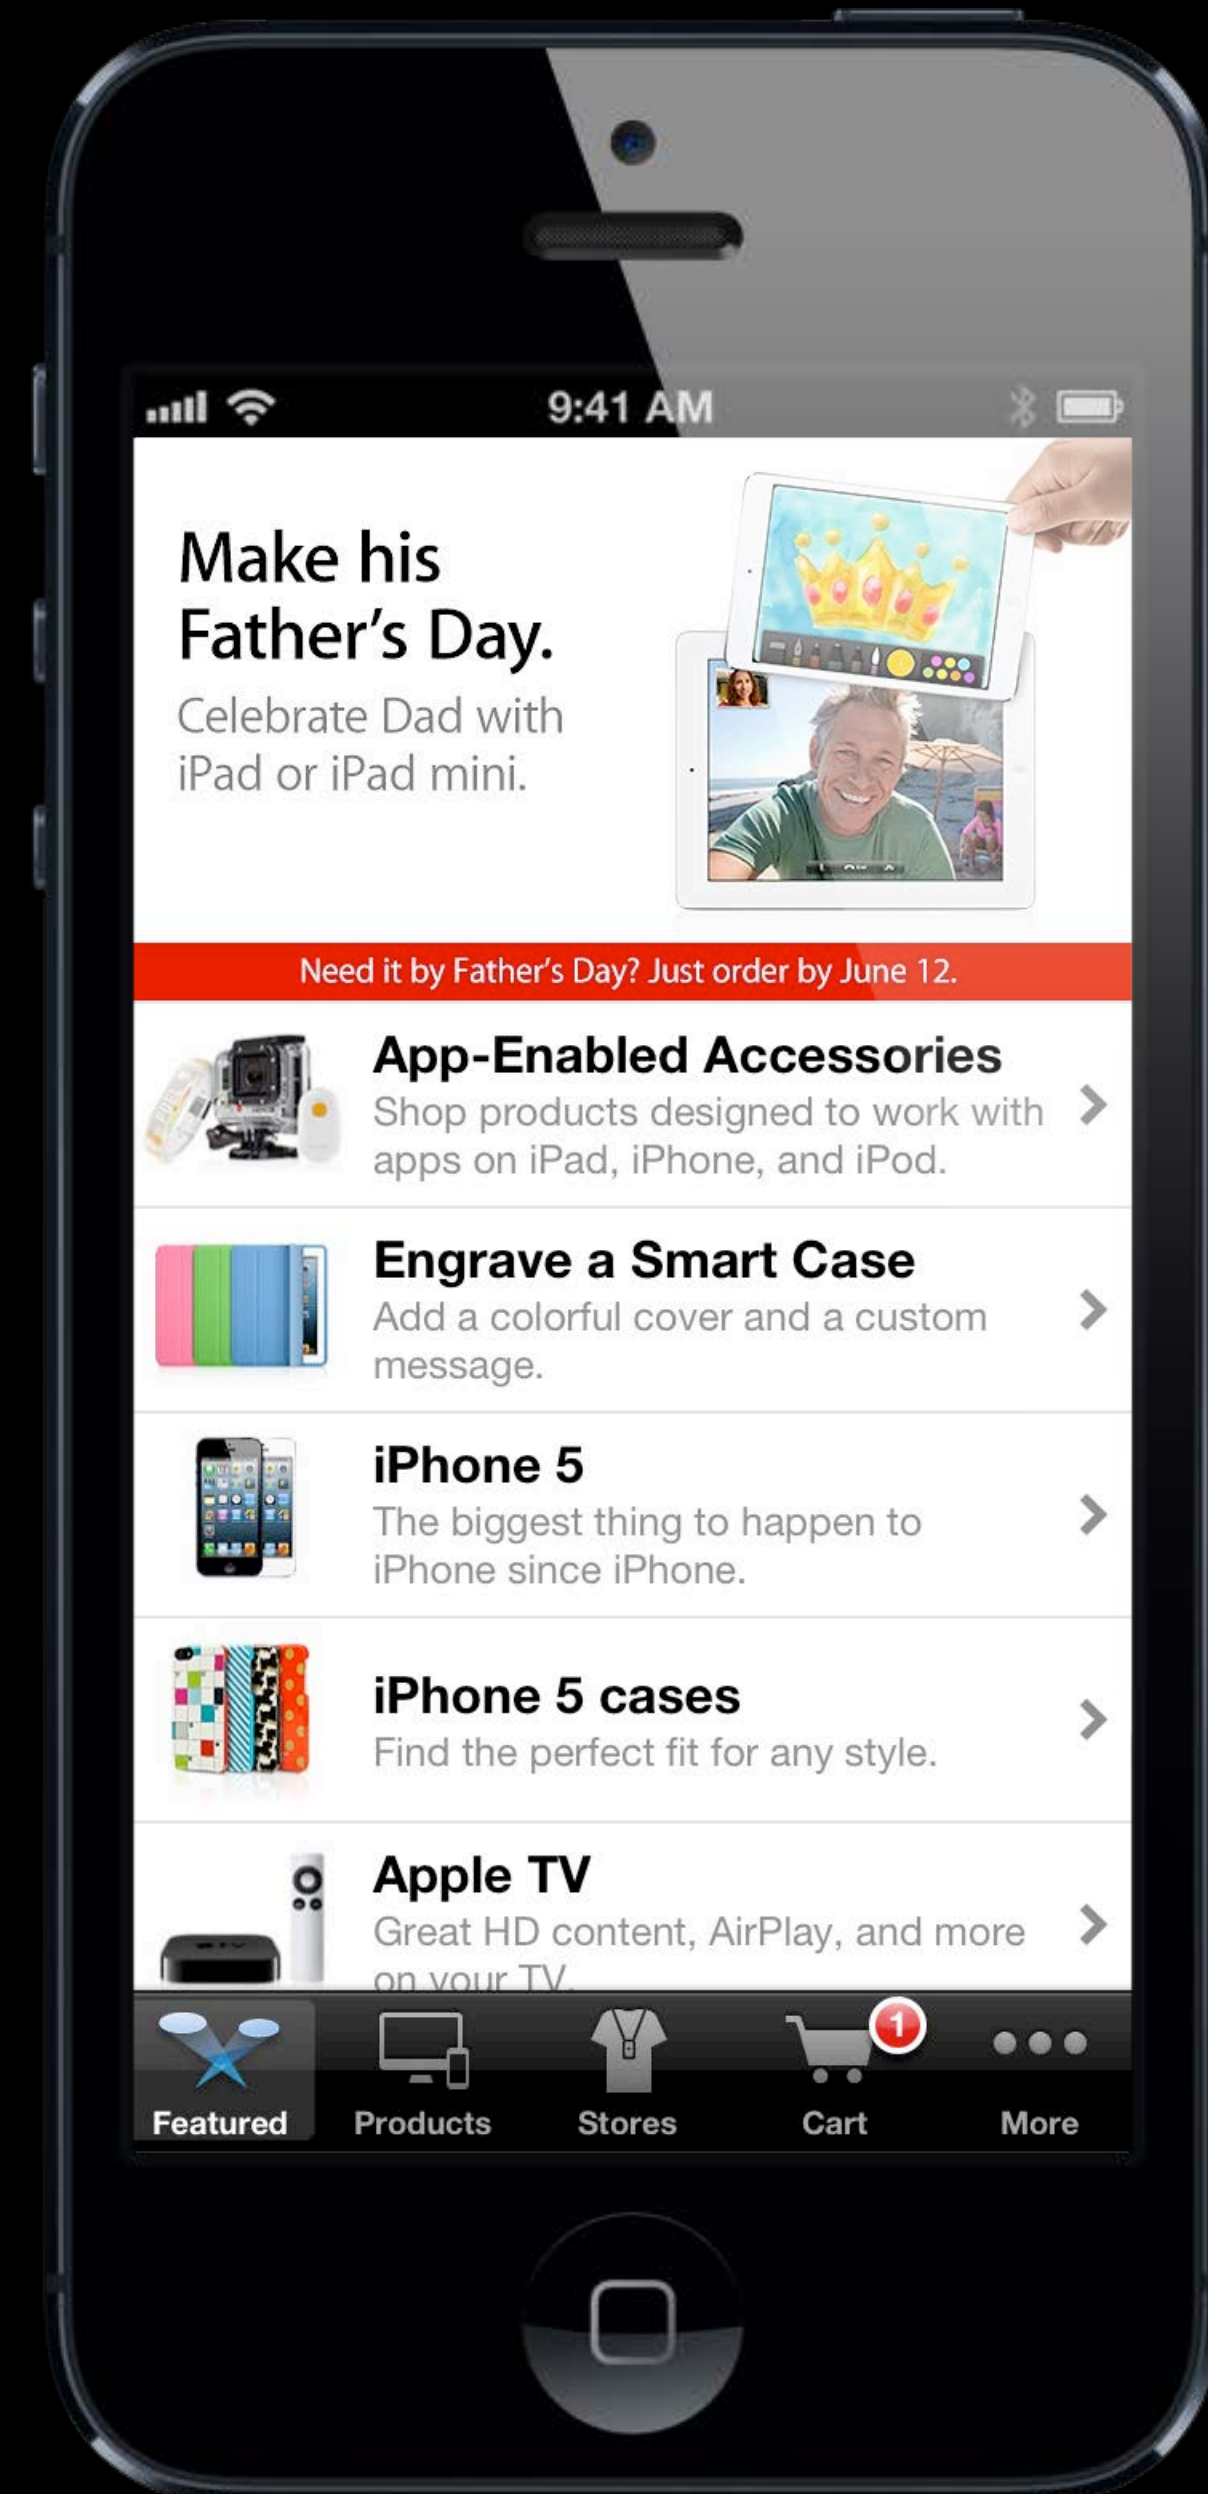 9:41 AM
Make his
Father's Day.
Celebrate Dad with
iPad or iPad mini.
Need it by Father's Day? Just order by June 12.
App-Enabled Accessories
Shop products designed to work with
apps on iPad, iPhone, and iPod.
Engrave a Smart Case
Add a colorful cover and a custom
message.
iPhone 5
The biggest thing to happen to
iPhone since iPhone.
iPhone 5 cases
Find the perfect fit for any style.
Apple TV
Great HD content, AirPlay, and more
on your TV.
1
Featured Products Stores Cart More